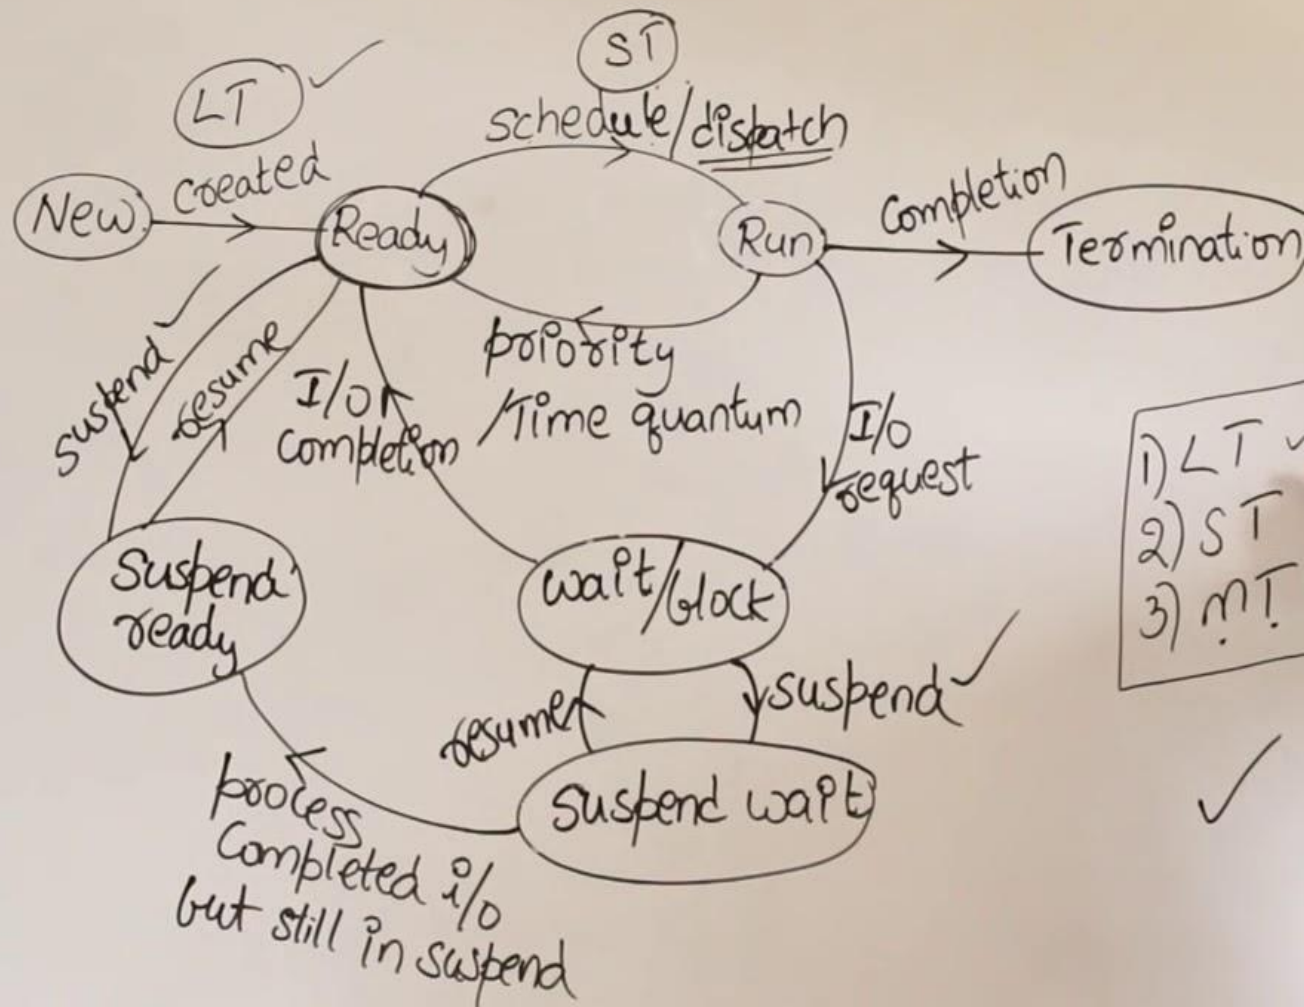 ST
LT
schedule/dispatch
created
completion
New
Ready
Run
Termination
suspend
resume
I/O
completion
priority
/Time quantum
I/O
request
1) LT
2) ST
3) MT
suspend
ready
wait/block
resume
suspend
suspend wait
process
completed i/o
but still in suspend